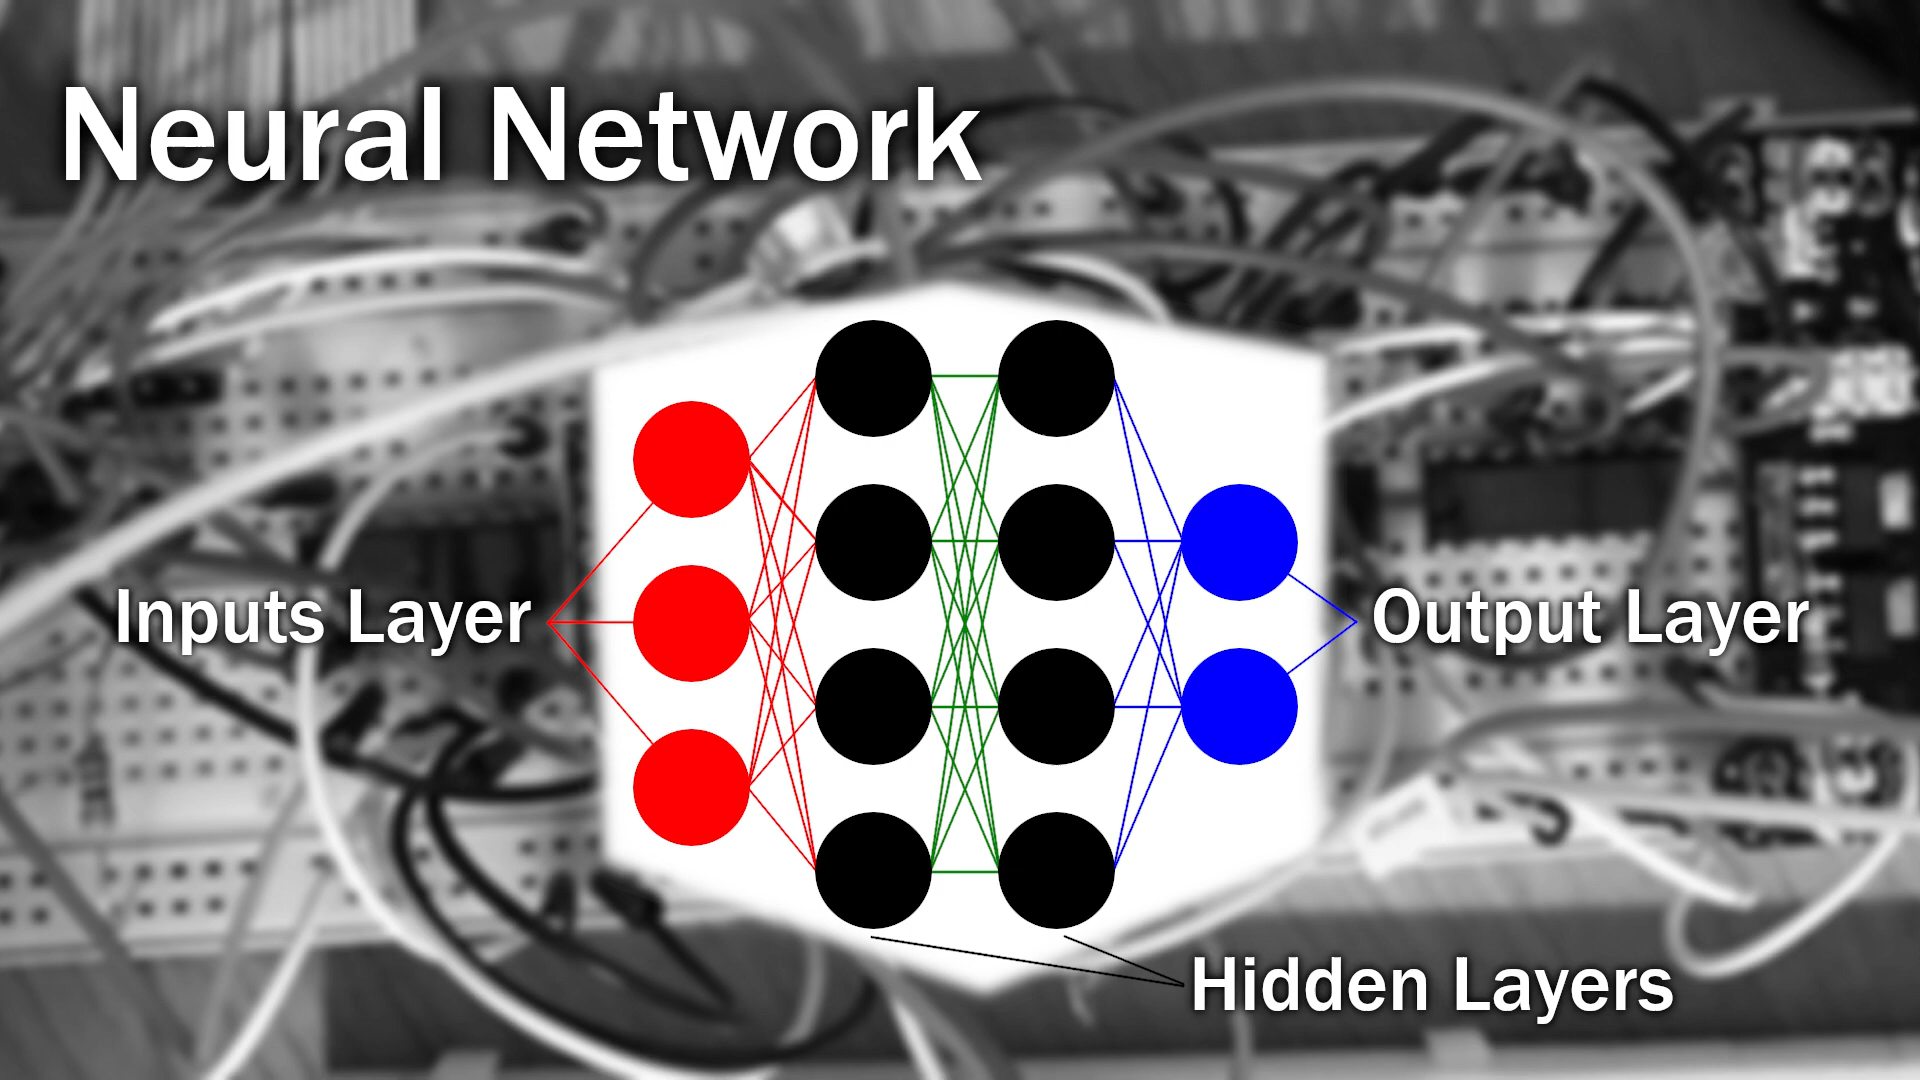 Neural Network
Inputs Layer
Output Layer
Hidden Layers